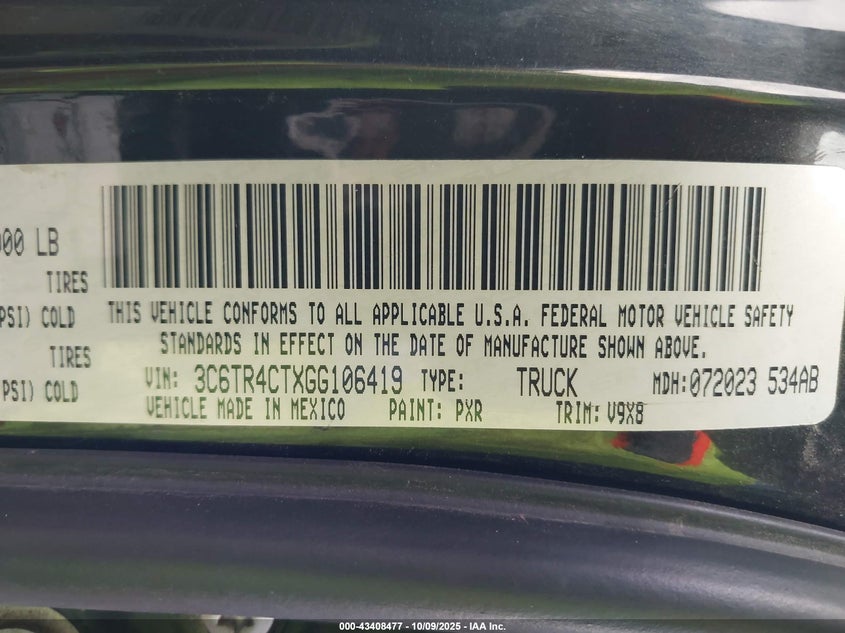 000 LB
TIRES
PSI) COLD
TIRES
PSI) COLD
THIS VEHICLE CONFORMS TO ALL APPLICABLE U.S.A. FEDERAL MOTOR VEHICLE SAFETY
STANDARDS IN EFFECT ON THE DATE OF MANUFACTURE SHOWN ABOVE.
VIN: 3C6TR4CTXGG106419 TYPE: TRUCK MDH:072023 534AB
VEHICLE MADE IN MEXICO PAINT: PXR TRIM: V9X8
000-43408477 - 10/09/2025 - IAA Inc.